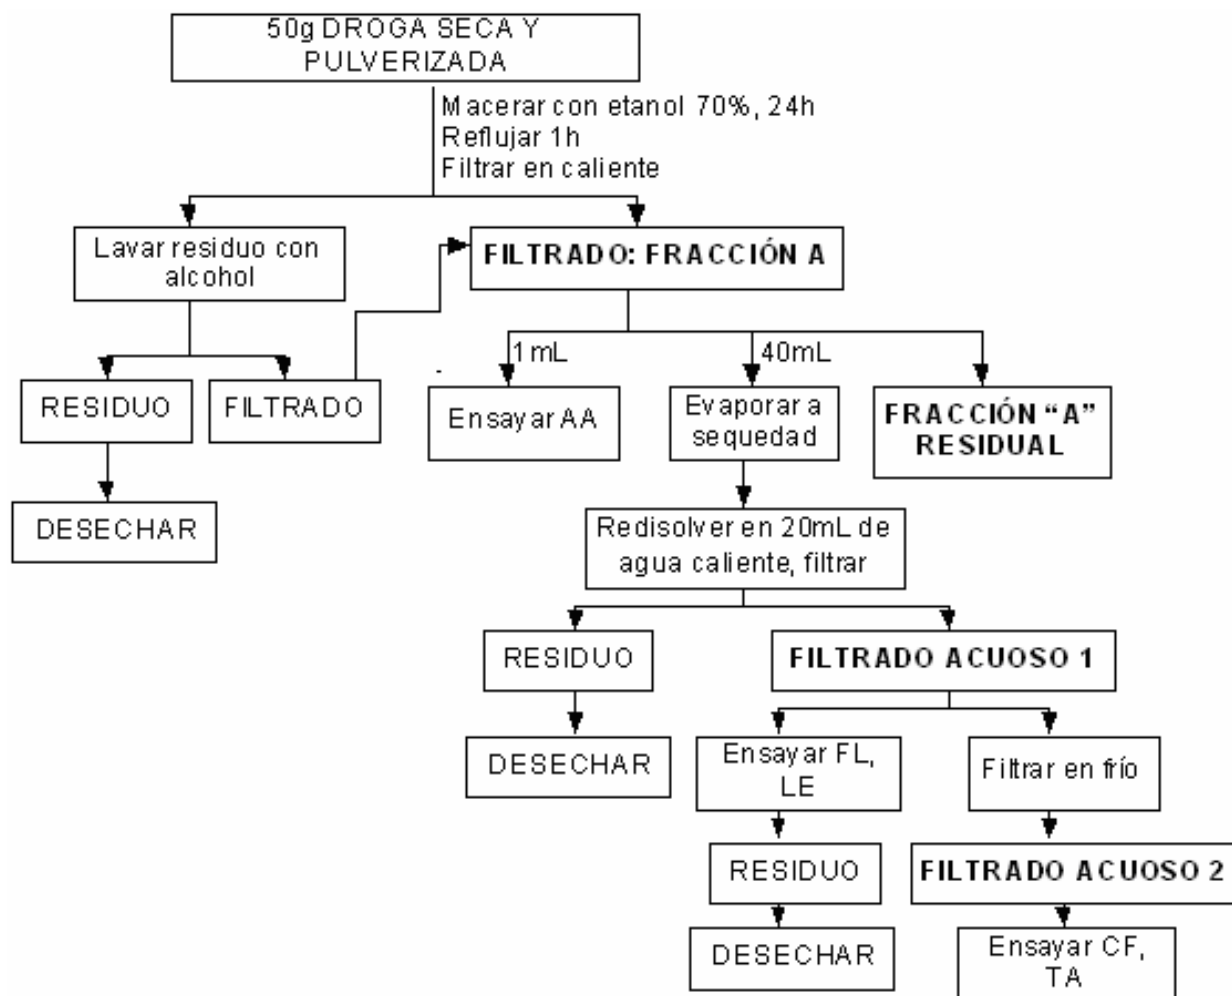 50g DROGA SECA Y
PULVERIZADA
Macerar con etanol 70%, 24h
Reflujar 1h
Filtrar en caliente
Lavar residuo con
alcohol
FILTRADO: FRACCIÓN A
1 mL
40mL
RESIDUO
FILTRADO
Ensayar AA
Evaporar a
sequedad
FRACCIÓN “A”
RESIDUAL
DESECHAR
Redisolver en 20mL de
agua caliente, filtrar
RESIDUO
FILTRADO ACUOSO 1
DESECHAR
Ensayar FL,
LE
Filtrar en frío
RESIDUO
FILTRADO ACUOSO 2
DESECHAR
Ensayar CF,
TA